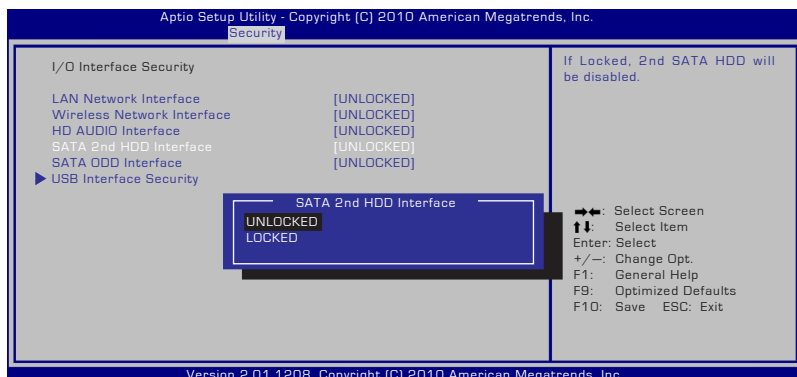 Aptio Setup Utility - Copyright (C) 2010 American Megatrends, Inc.
Security
I/O Interface Security
LAN Network Interface [UNLOCKED]
Wireless Network Interface [UNLOCKED]
HD AUDIO Interface [UNLOCKED]
SATA 2nd HDD Interface [UNLOCKED]
SATA ODD Interface [UNLOCKED]
USB Interface Security
SATA 2nd HDD Interface
UNLOCKED
LOCKED
If Locked, 2nd SATA HDD will
be disabled.
→←: Select Screen
↑↓: Select Item
Enter: Select
+/—: Change Opt.
F1: General Help
F9: Optimized Defaults
F10: Save ESC: Exit
Version 2.01.1208. Copyright (C) 2010 American Megatrends, Inc.